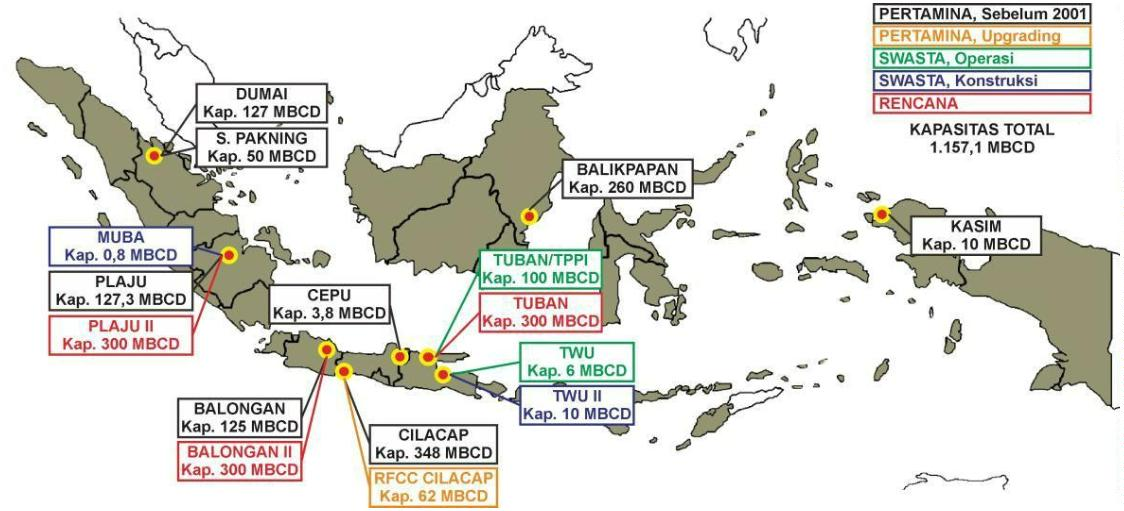 PERTAMINA, Sebelum 2001
PERTAMINA, Upgrading
SWASTA, Operasi
SWASTA, Konstruksi
RENCANA
KAPASITAS TOTAL
1.157,1 MBCD
DUMAI
Kap. 127 MBCD
S. PAKNING
Kap. 50 MBCD
BALIKPAPAN
Kap. 260 MBCD
KASIM
Kap. 10 MBCD
MUBA
Kap. 0,8 MBCD
PLAJU
Kap. 127,3 MBCD
PLAJU II
Kap. 300 MBCD
CEPU
Kap. 3,8 MBCD
TUBAN/TPPI
Kap. 100 MBCD
TUBAN
Kap. 300 MBCD
TWU
Kap. 6 MBCD
TWU II
Kap. 10 MBCD
BALONGAN
Kap. 125 MBCD
BALONGAN II
Kap. 300 MBCD
CILACAP
Kap. 348 MBCD
RFCC CILACAP
Kap. 62 MBCD